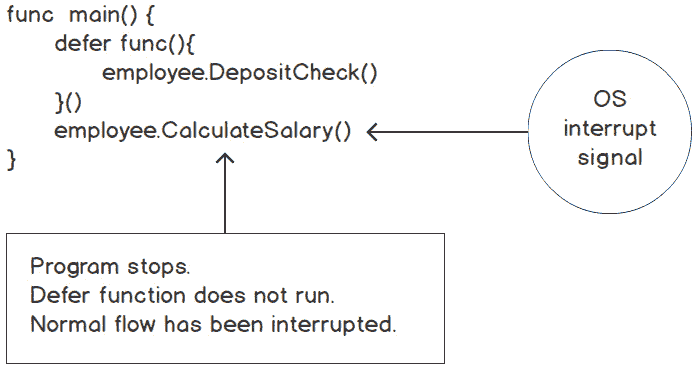 func main() {
defer func(){
employee.DepositCheck()
}()
employee.CalculateSalary()
}
OS
interrupt
signal
Program stops.
Defer function does not run.
Normal flow has been interrupted.